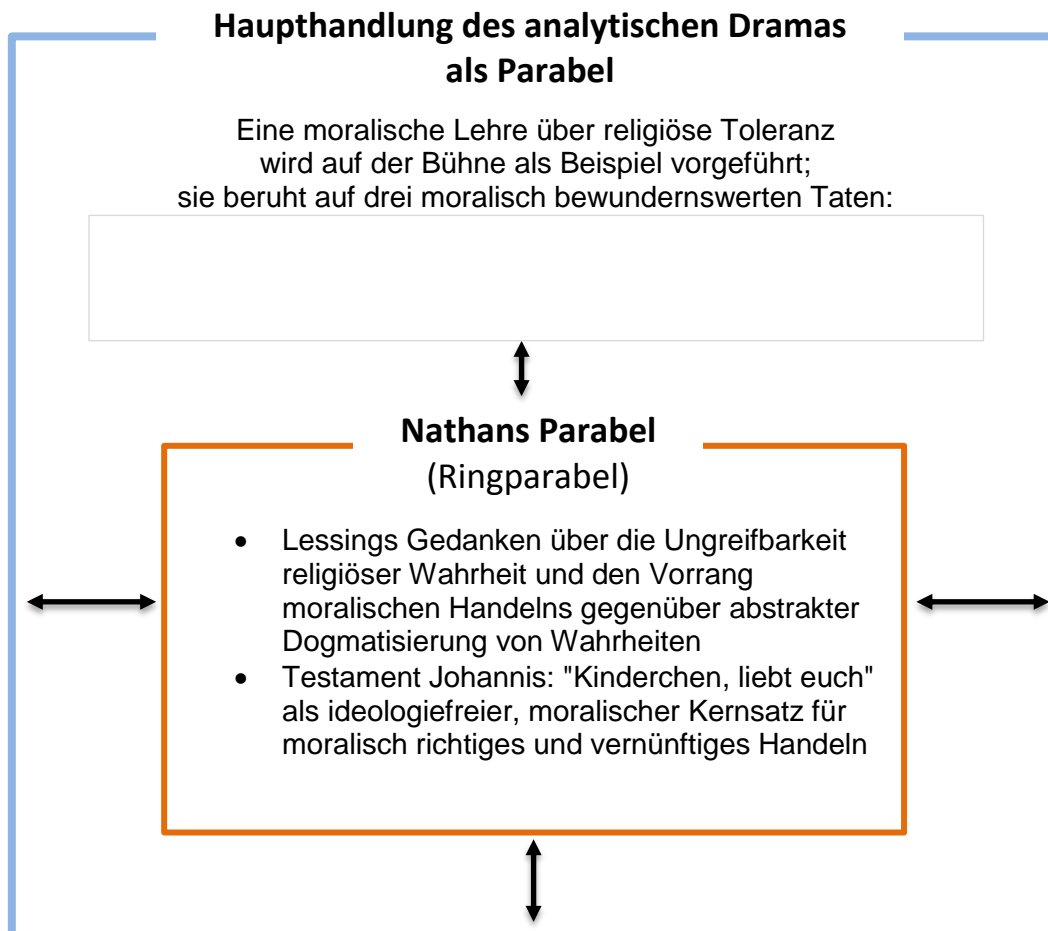 Haupthandlung des analytischen Dramas
als Parabel
Eine moralische Lehre über religiöse Toleranz
wird auf der Bühne als Beispiel vorgeführt;
sie beruht auf drei moralisch bewundernswerten Taten:
Nathans Parabel
(Ringparabel)
• Lessings Gedanken über die Ungreifbarkeit
religiöser Wahrheit und den Vorrang
moralischen Handelns gegenüber abstrakter
Dogmatisierung von Wahrheiten
• Testament Johannis: "Kinderchen, liebt euch"
als ideologiefreier, moralischer Kernsatz für
moralisch richtiges und vernünftiges Handeln